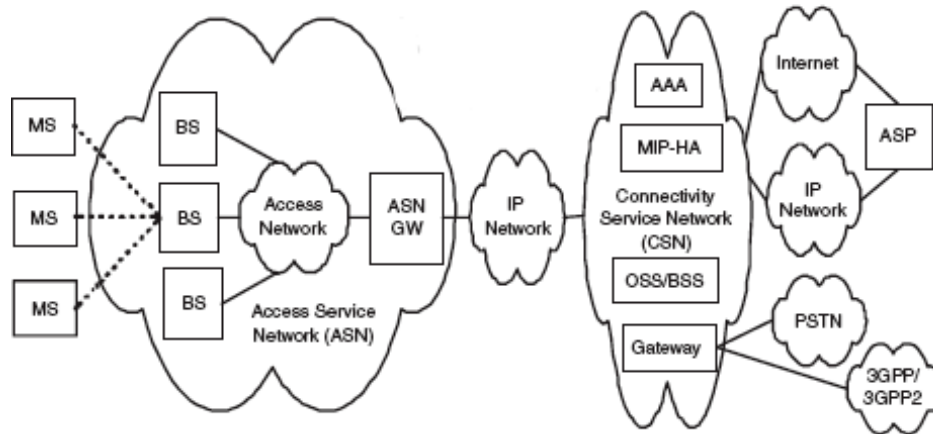 MS
MS
MS
BS
BS
BS
Access
Network
ASN
GW
Access Service
Network (ASN)
IP
Network
AAA
MIP-HA
Connectivity
Service Network
(CSN)
OSS/BSS
Gateway
Internet
IP
Network
ASP
PSTN
3GPP/
3GPP2